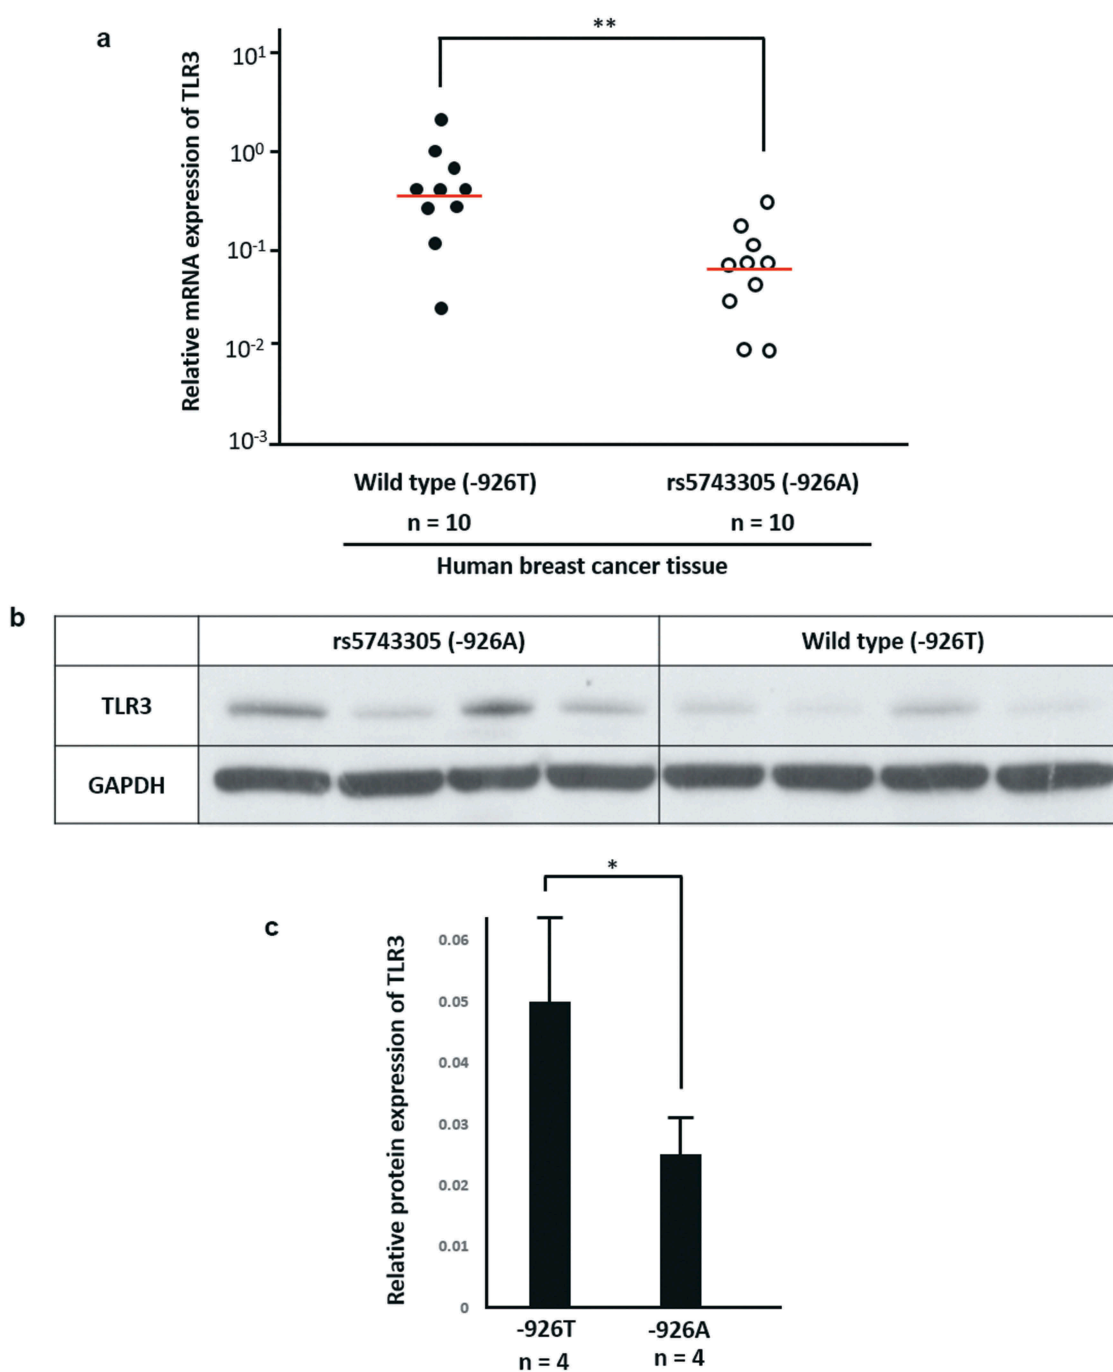 a
**
Relative mRNA expression of TLR3
10¹
10⁰
10⁻¹
10⁻²
10⁻³
Wild type (-926T)
rs5743305 (-926A)
n = 10
n = 10
Human breast cancer tissue
b
rs5743305 (-926A)
Wild type (-926T)
TLR3
GAPDH
c
*
Relative protein expression of TLR3
0.06
0.05
0.04
0.03
0.02
0.01
0
-926T
-926A
n = 4
n = 4